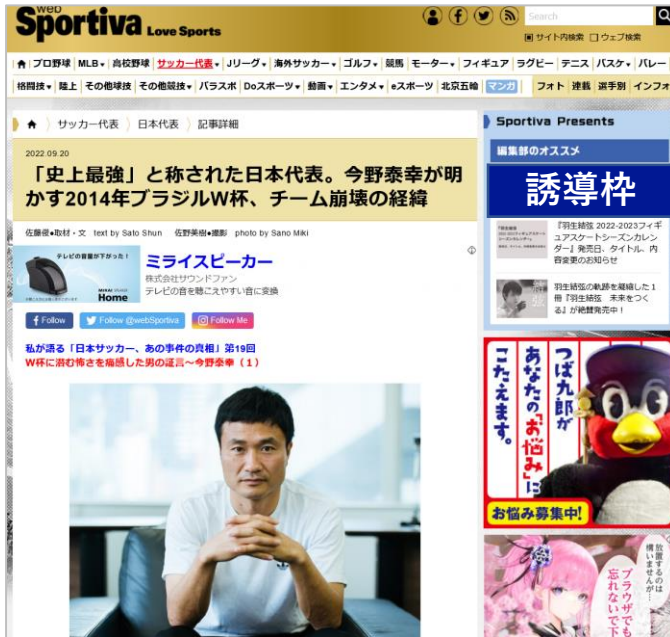 web
Sportiva Love Sports
Search
サイト内検索 ウェブ検索
プロ野球 MLB 高校野球 サッカー代表 Jリーグ 海外サッカー ゴルフ 競馬 モーター フィギュア ラグビー テニス バスケ バレー
格闘技 陸上 その他球技 その他競技 パラスポ Doスポーツ 動画 エンタメ eスポーツ 北京五輪 マンガ フォト 連載 選手別 インフォ
サッカー代表 日本代表 記事詳細
2022.09.20
「史上最強」と称された日本代表。今野泰幸が明
かす2014年ブラジルW杯、チーム崩壊の経緯
佐藤俊●取材・文 text by Sato Shun 佐野美樹●撮影 photo by Sano Miki
テレビの音量が下がった!
Home
ミライスピーカー
株式会社サウンドファン
テレビの音を聴こえやすい音に変換
Follow
Follow @webSportiva
Follow Me
私が語る「日本サッカー、あの事件の真相」第19回
W杯に潜む怖さを痛感した男の証言~今野泰幸(1)
Sportiva Presents
編集部のオススメ
誘導枠
『羽生結弦 2022-2023フィギ
ュアスケートシーズンカレン
ダー』発売日、タイトル、内
容変更のお知らせ
羽生結弦の軌跡を凝縮した1
冊『羽生結弦 未来をつく
る』が絶賛発売中!
つば九郎が
あなたの「お悩み」に
こたえます。
お悩み募集中!
放置するのは
構いませんが…
ブラウザでも
忘れないで下